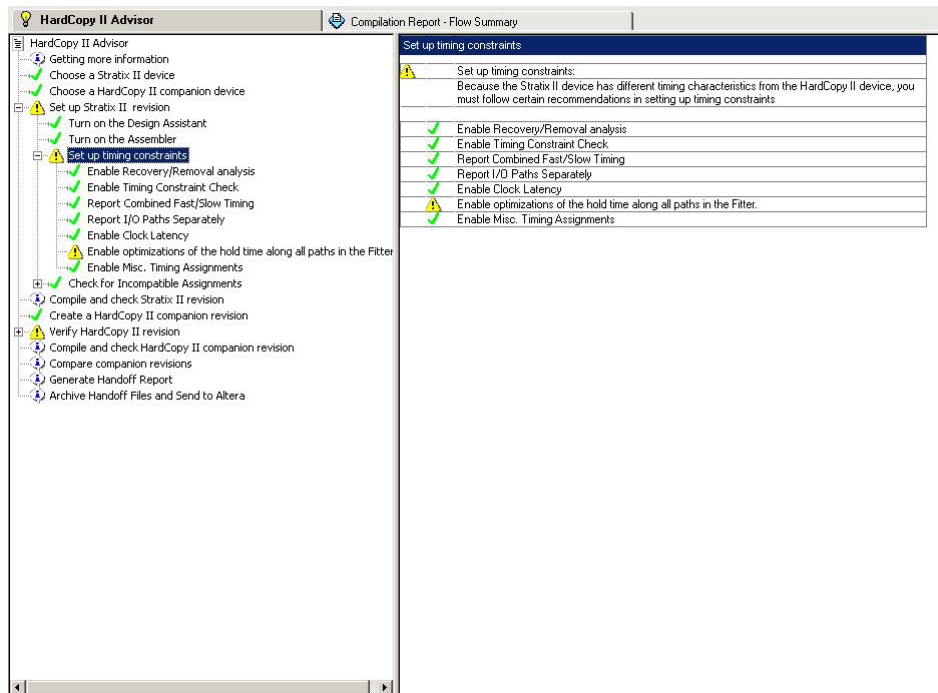 HardCopy II Advisor
Compilation Report - Flow Summary
HardCopy II Advisor
Getting more information
Choose a Stratix II device
Choose a HardCopy II companion device
Set up Stratix II revision
Turn on the Design Assistant
Turn on the Assembler
Set up timing constraints
Enable Recovery/Removal analysis
Enable Timing Constraint Check
Report Combined Fast/Slow Timing
Report I/O Paths Separately
Enable Clock Latency
Enable optimizations of the hold time along all paths in the Fitter
Enable Misc. Timing Assignments
Check for Incompatible Assignments
Compile and check Stratix II revision
Create a HardCopy II companion revision
Verify HardCopy II revision
Compile and check HardCopy II companion revision
Compare companion revisions
Generate Handoff Report
Archive Handoff Files and Send to Altera
Set up timing constraints
Set up timing constraints:
Because the Stratix II device has different timing characteristics from the HardCopy II device, you
must follow certain recommendations in setting up timing constraints
Enable Recovery/Removal analysis
Enable Timing Constraint Check
Report Combined Fast/Slow Timing
Report I/O Paths Separately
Enable Clock Latency
Enable optimizations of the hold time along all paths in the Fitter.
Enable Misc. Timing Assignments